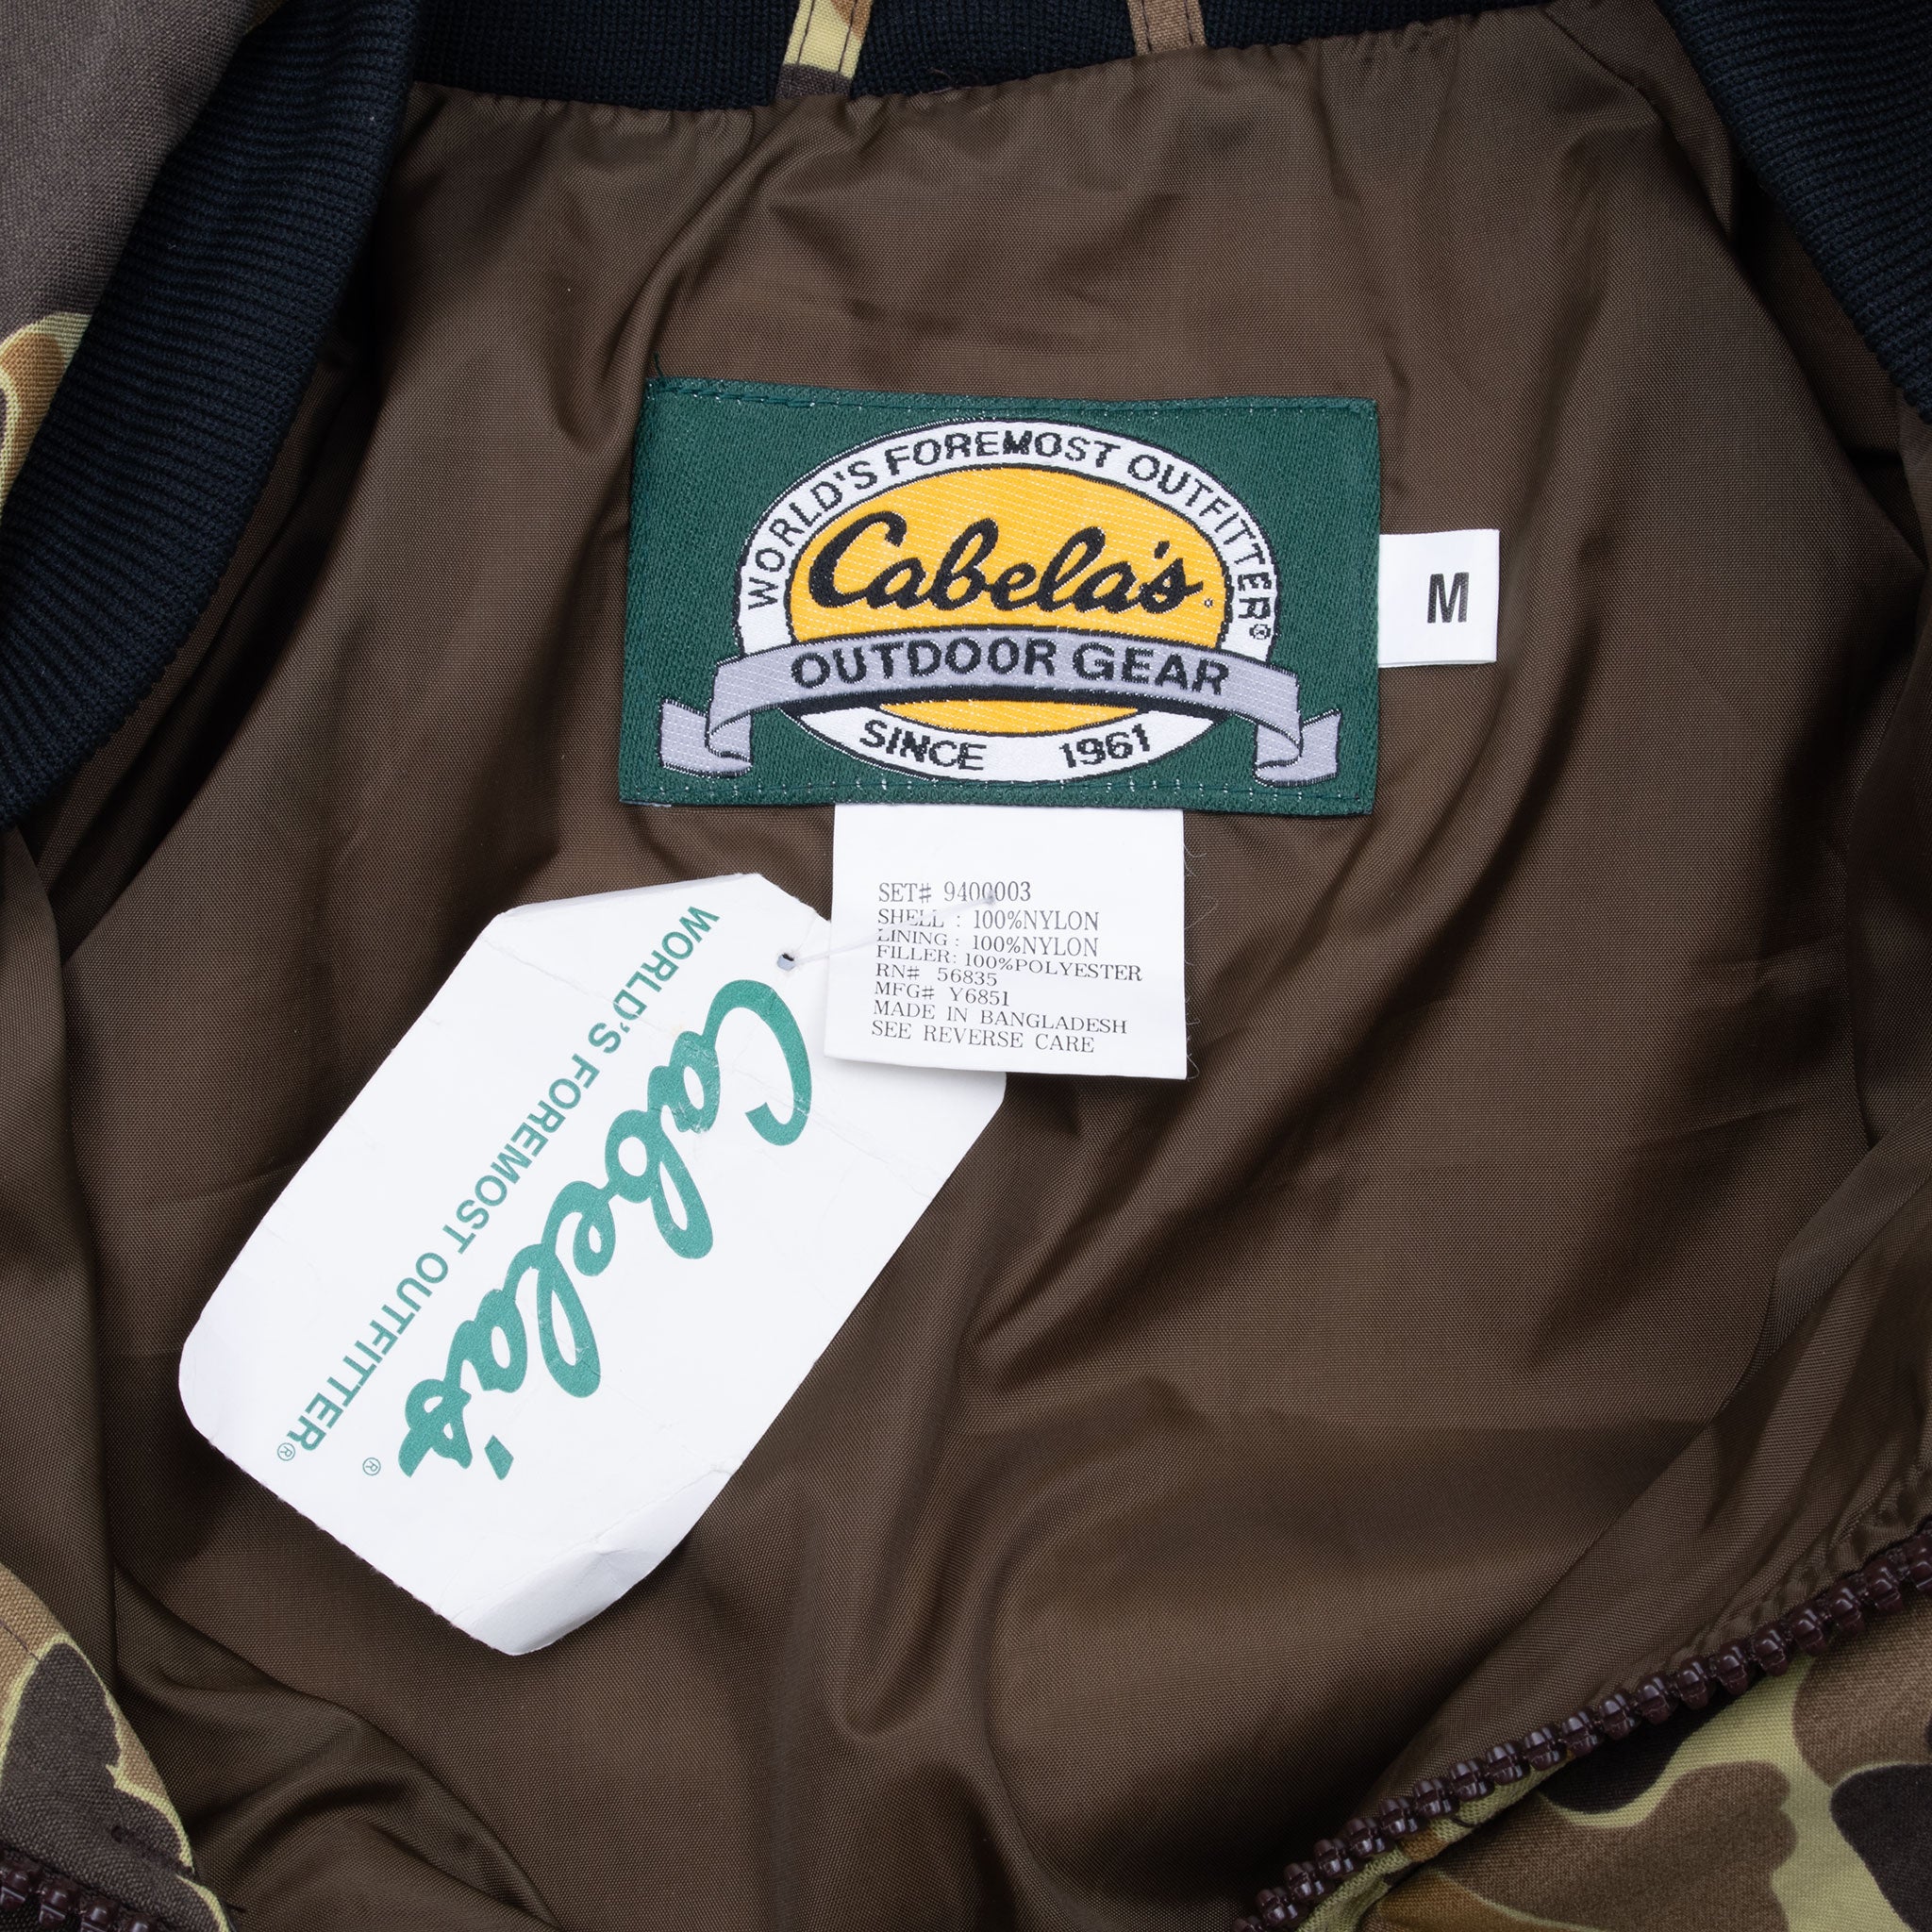 WORLD'S FOREMOST OUTFITTER®
Cabela's®
OUTDOOR GEAR
SINCE 1961
M
SET# 9400003
SHELL : 100%NYLON
LINING : 100%NYLON
FILLER: 100%POLYESTER
RN# 56835
MFG# Y6851
MADE IN BANGLADESH
SEE REVERSE CARE
Cabela's®
WORLD'S FOREMOST OUTFITTER®